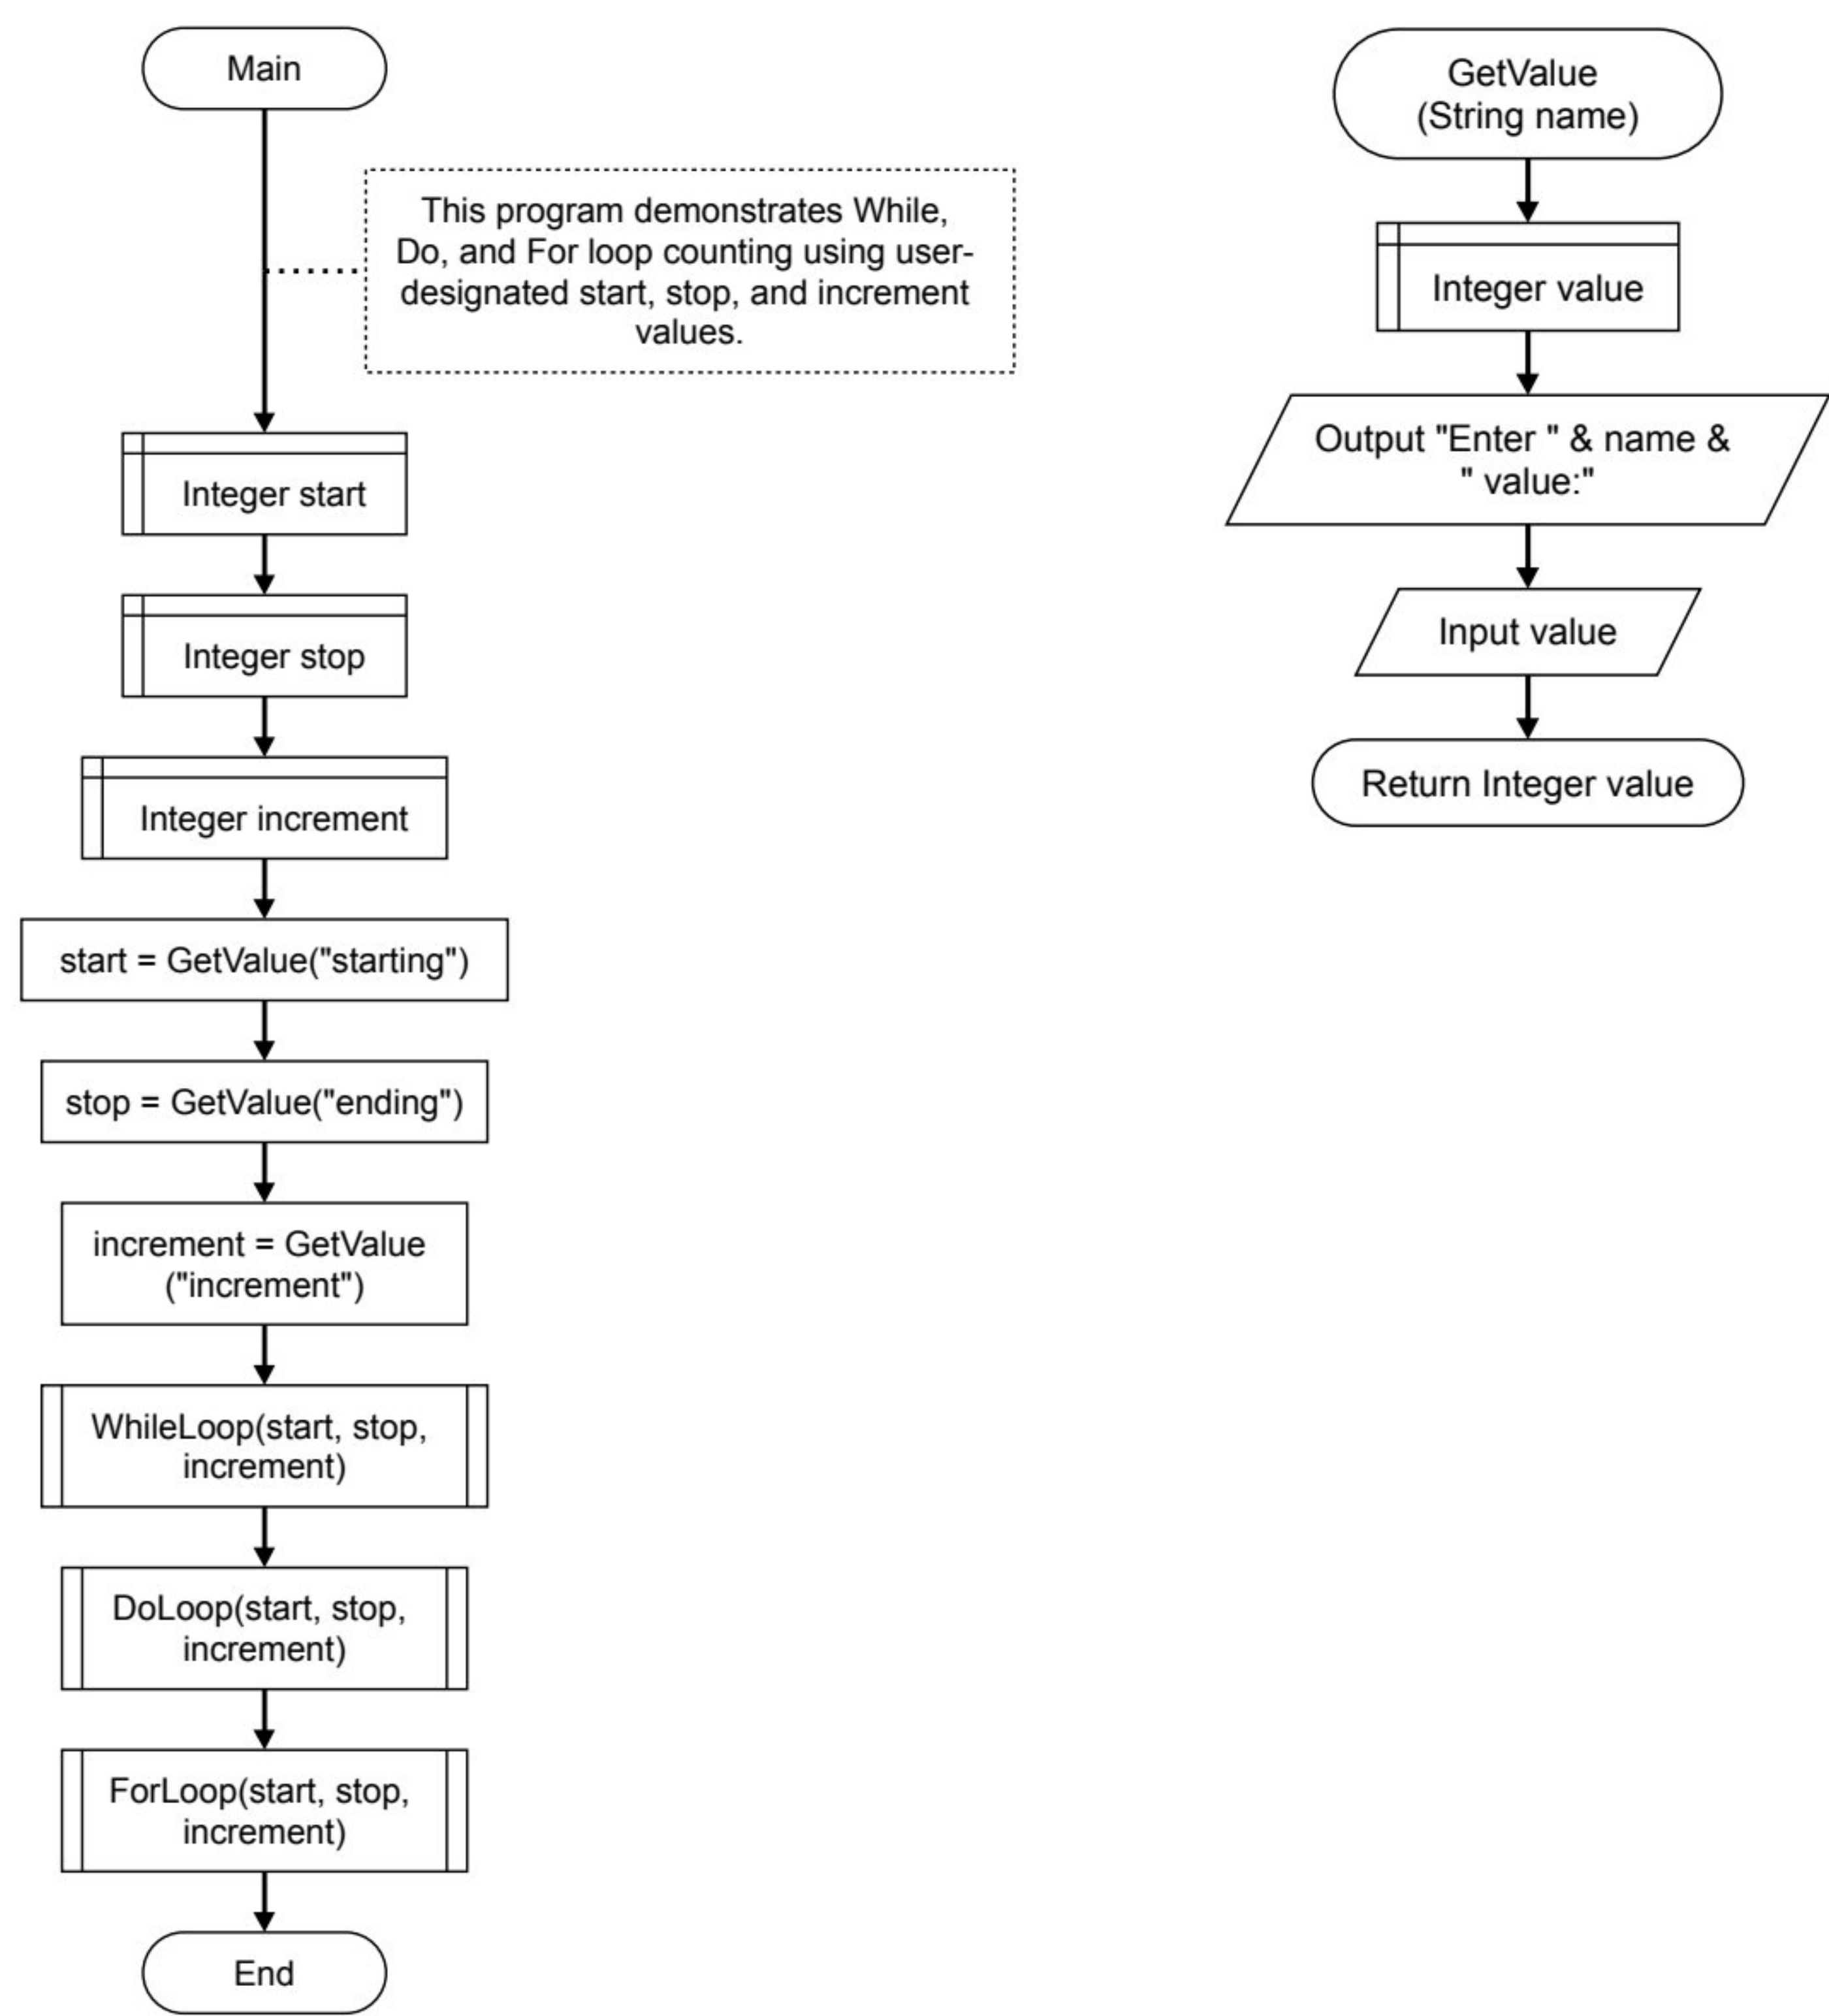 Main
This program demonstrates While,
Do, and For loop counting using user-
designated start, stop, and increment
values.
Integer start
Integer stop
Integer increment
start = GetValue("starting")
stop = GetValue("ending")
increment = GetValue
("increment")
WhileLoop(start, stop,
increment)
DoLoop(start, stop,
increment)
ForLoop(start, stop,
increment)
End
GetValue
(String name)
Integer value
Output "Enter " & name &
" value:"
Input value
Return Integer value